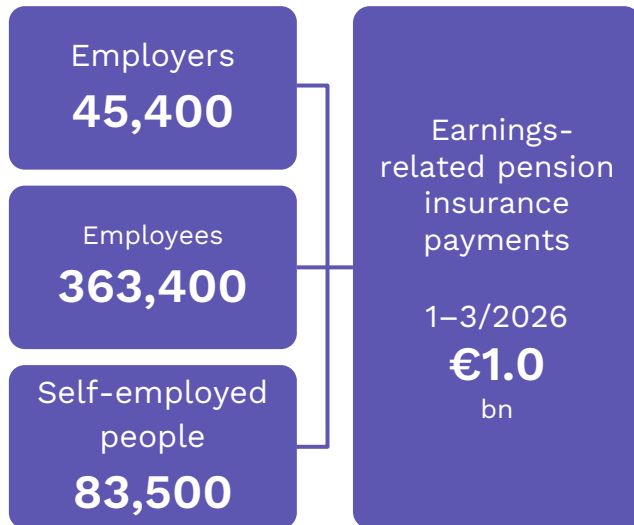 Employers
45,400
Employees
363,400
Self-employed
people
83,500
Earnings-
related pension
insurance
payments
1–3/2026
€1.0
bn